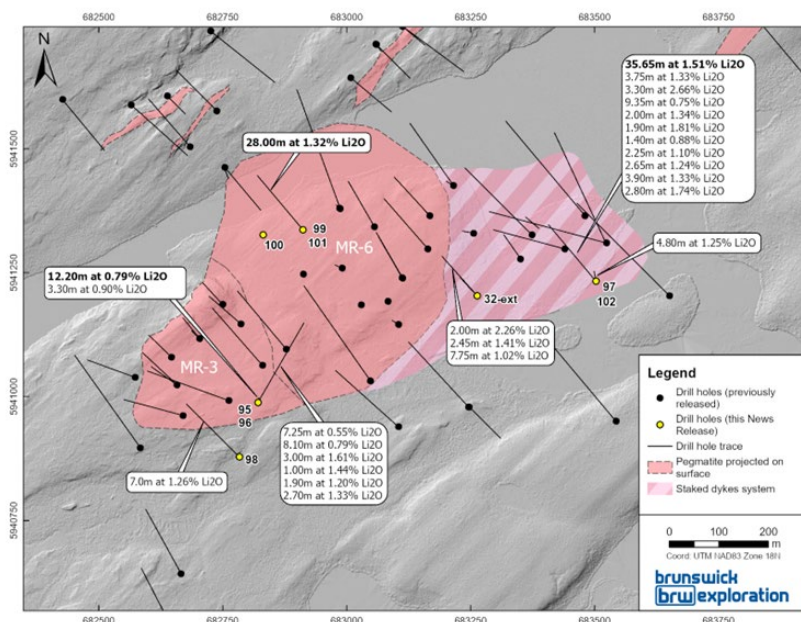 682500 682750 683000 683250 683500 683750
N
35.65m at 1.51% Li2O
3.75m at 1.33% Li2O
3.30m at 2.66% Li2O
9.35m at 0.75% Li2O
2.00m at 1.34% Li2O
1.90m at 1.81% Li2O
1.40m at 0.88% Li2O
2.25m at 1.10% Li2O
2.65m at 1.24% Li2O
3.90m at 1.33% Li2O
2.80m at 1.74% Li2O
5941500
28.00m at 1.32% Li2O
99
101
100
MR-6
4.80m at 1.25% Li2O
5941250
12.20m at 0.79% Li2O
3.30m at 0.90% Li2O
97
102
32-ext
2.00m at 2.26% Li2O
2.45m at 1.41% Li2O
7.75m at 1.02% Li2O
MR-3
5941000
95
96
7.25m at 0.55% Li2O
8.10m at 0.79% Li2O
3.00m at 1.61% Li2O
1.00m at 1.44% Li2O
1.90m at 1.20% Li2O
2.70m at 1.33% Li2O
98
7.0m at 1.26% Li2O
5940750
Legend
Drill holes (previously
released)
Drill holes (this News
Release)
Drill hole trace
Pegmatite projected on
surface
Staked dykes system
0 100 200
m
Coord: UTM NAD83 Zone 18N
brunswick
brw exploration
682500 682750 683000 683250 683500 683750